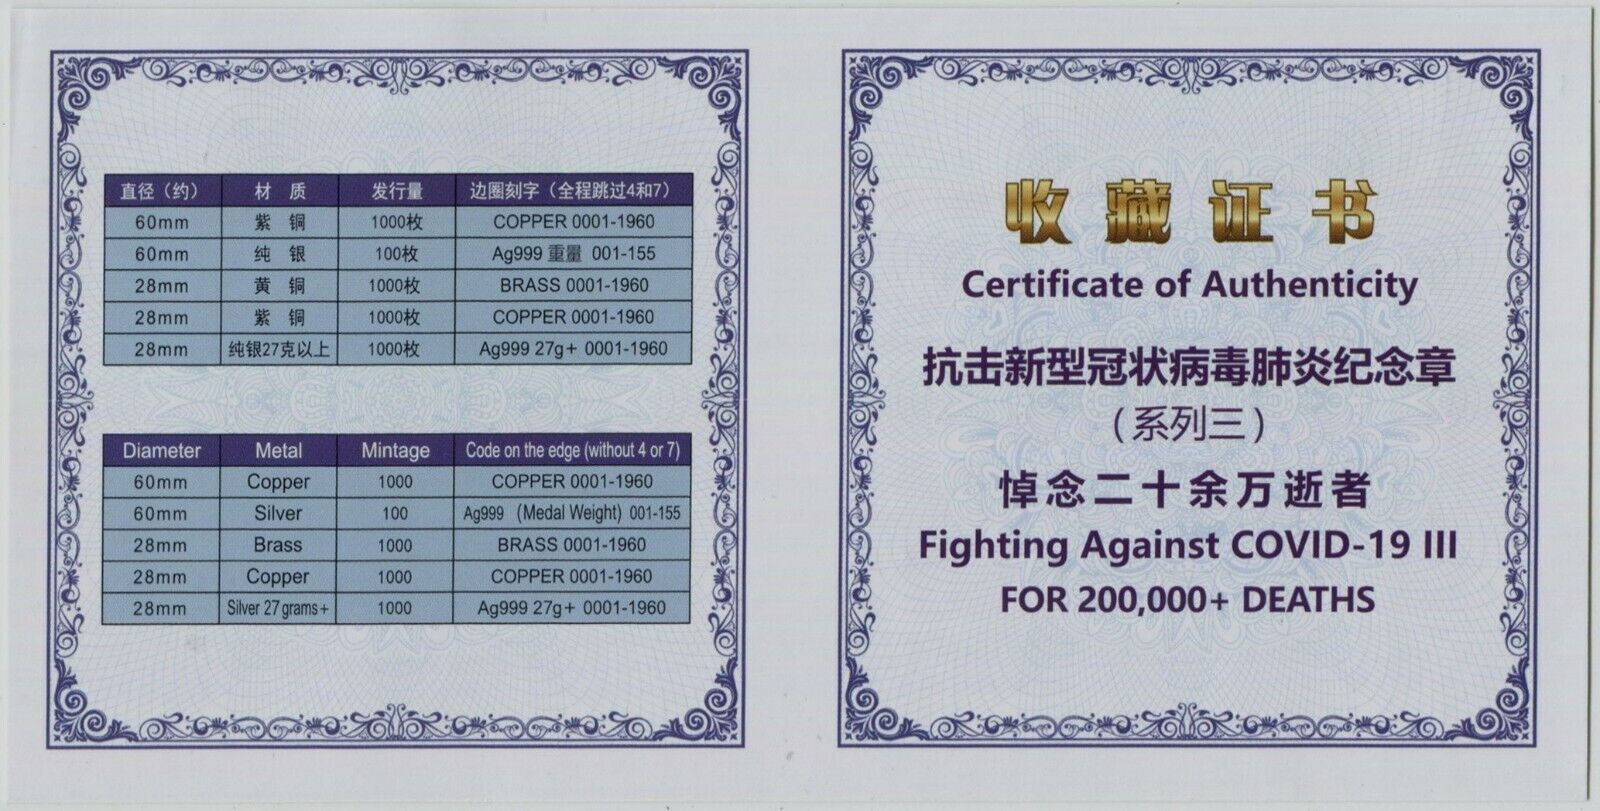 直径（约） 材 质 发行量 边圈刻字（全程跳过4和7）
60mm 紫 铜 1000枚 COPPER 0001-1960
60mm 纯 银 100枚 Ag999 重量 001-155
28mm 黄 铜 1000枚 BRASS 0001-1960
28mm 紫 铜 1000枚 COPPER 0001-1960
28mm 纯银27克以上 1000枚 Ag999 27g+ 0001-1960
Diameter Metal Mintage Code on the edge (without 4 or 7)
60mm Copper 1000 COPPER 0001-1960
60mm Silver 100 Ag999 (Medal Weight) 001-155
28mm Brass 1000 BRASS 0001-1960
28mm Copper 1000 COPPER 0001-1960
28mm Silver 27 grams+ 1000 Ag999 27g+ 0001-1960
收藏证书
Certificate of Authenticity
抗击新型冠状病毒肺炎纪念章
（系列三）
悼念二十余万逝者
Fighting Against COVID-19 III
FOR 200,000+ DEATHS